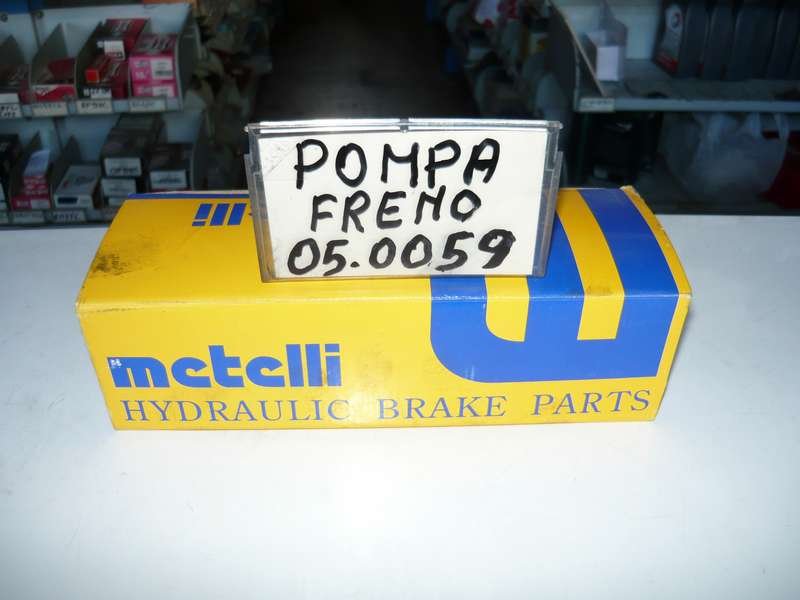 POMPA
FRENO
05.0059
metelli
HYDRAULIC BRAKE PARTS